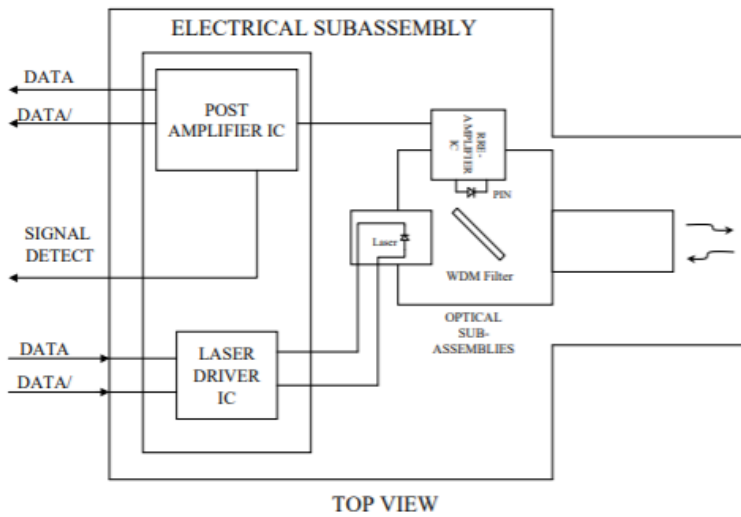 ELECTRICAL SUBASSEMBLY
DATA
DATA/
POST
AMPLIFIER IC
RRE-
AMPLIFIER
IC
PIN
SIGNAL
DETECT
Laser
WDM Filter
OPTICAL
SUB-
ASSEMBLIES
DATA
DATA/
LASER
DRIVER
IC
TOP VIEW